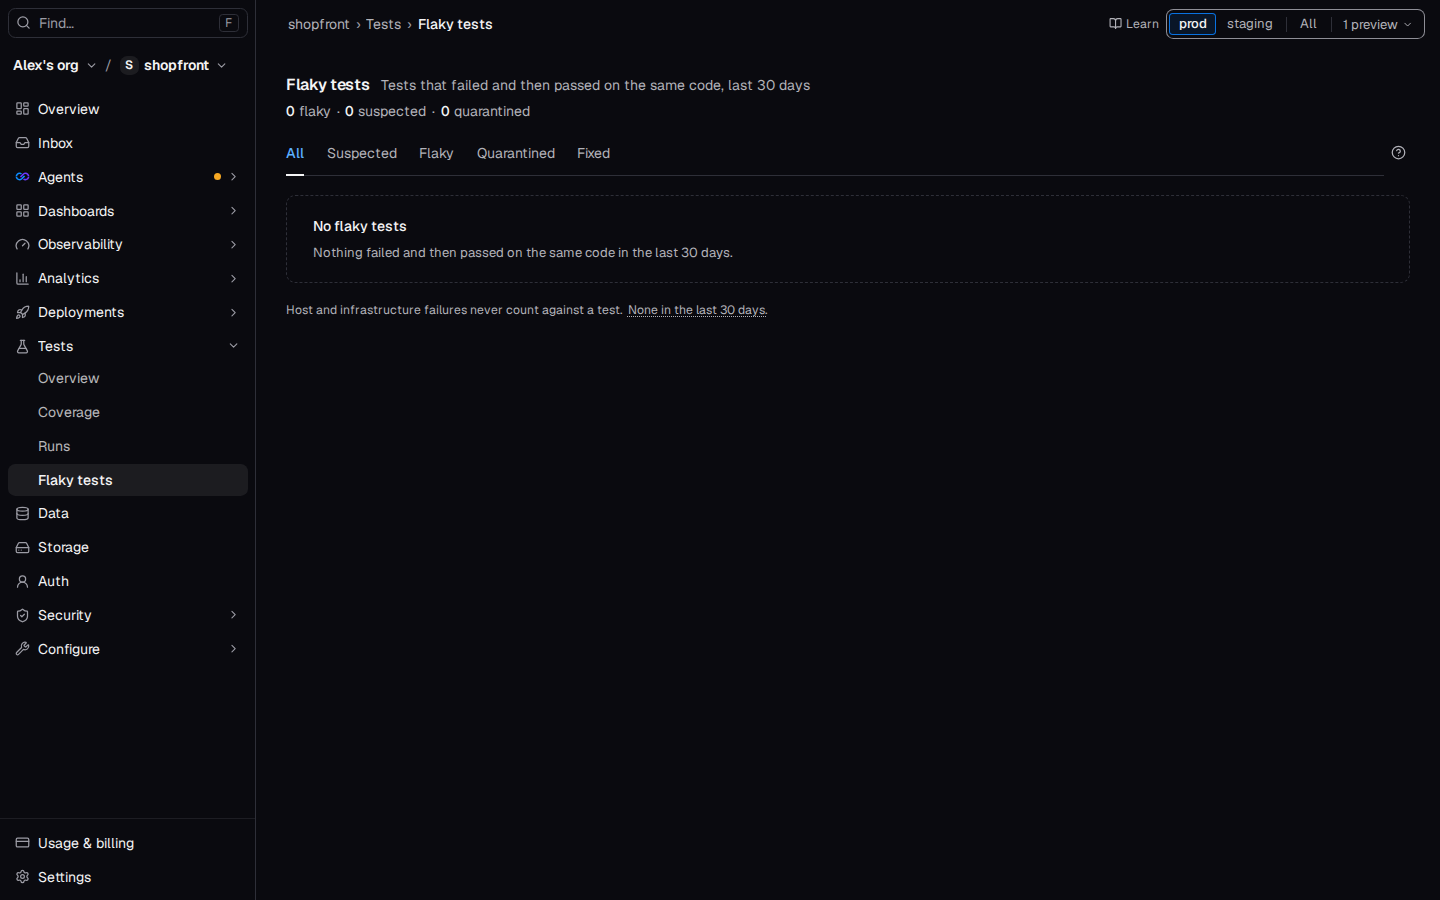 Find...
F
Alex's org / S shopfront
Overview
Inbox
Agents
Dashboards
Observability
Analytics
Deployments
Tests
Overview
Coverage
Runs
Flaky tests
Data
Storage
Auth
Security
Configure
Usage & billing
Settings
shopfront › Tests › Flaky tests
Learn
prod staging All 1 preview
Flaky tests Tests that failed and then passed on the same code, last 30 days
0 flaky · 0 suspected · 0 quarantined
All Suspected Flaky Quarantined Fixed
No flaky tests
Nothing failed and then passed on the same code in the last 30 days.
Host and infrastructure failures never count against a test. None in the last 30 days.